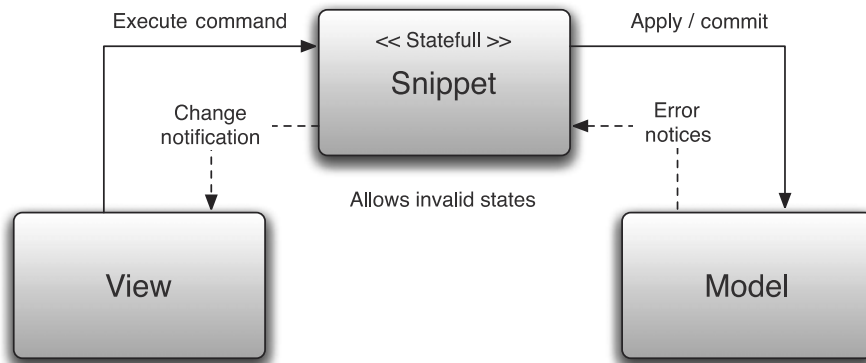 Execute command
<< Statefull >>
Snippet
Apply / commit
Change
notification
Error
notices
Allows invalid states
View
Model